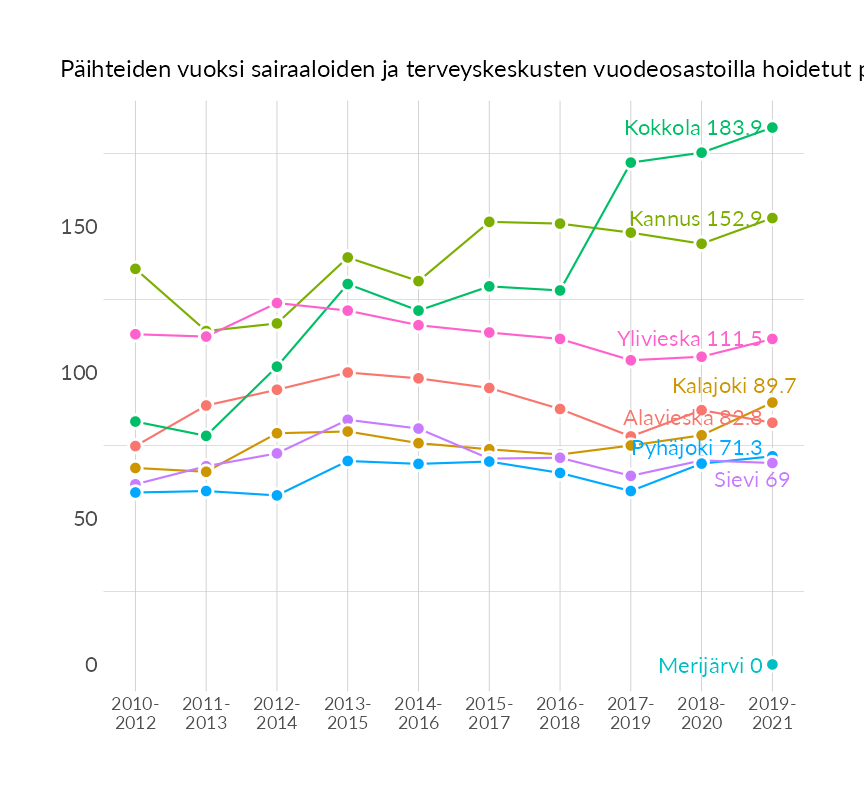 Päihteiden vuoksi sairaaloiden ja terveyskeskusten vuodeosastoilla hoidetut
Kokkola 183.9
Kannus 152.9
150
Ylivieska 111.5
100
Kalajoki 89.7
Alavieska 82.8
Pyhäjoki 71.3
Sievi 69
50
Merijärvi 0
0
2010- 2011- 2012- 2013- 2014- 2015- 2016- 2017- 2018- 2019-
2012 2013 2014 2015 2016 2017 2018 2019 2020 2021